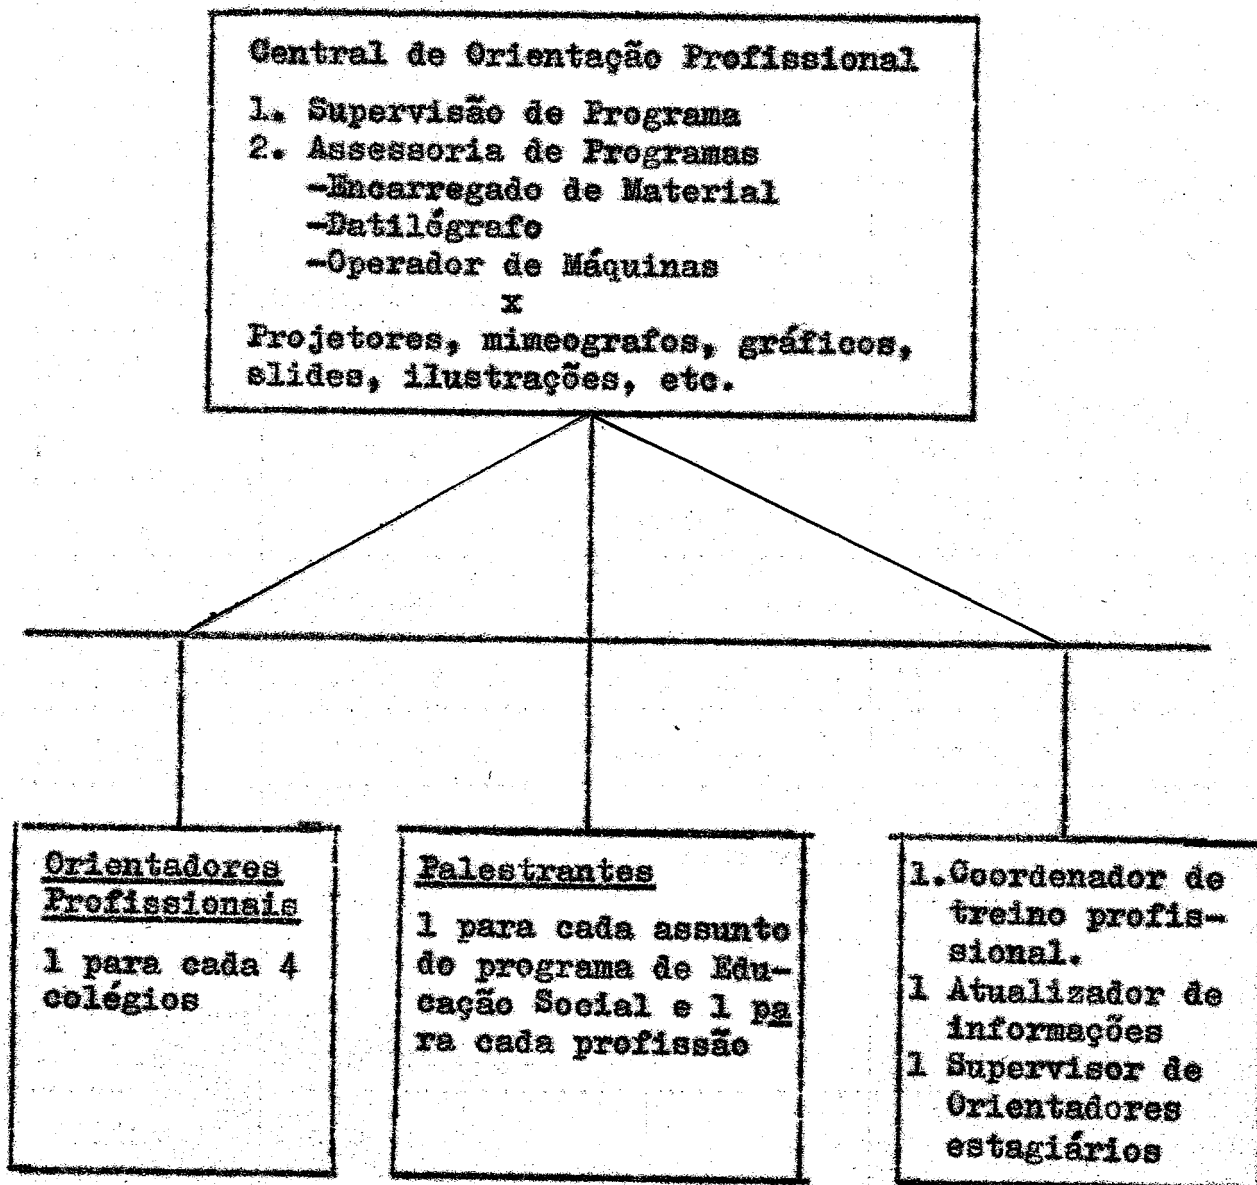 Central de Orientação Profissional
1. Supervisão de Programa
2. Assessoria de Programas
-Encarregado de Material
-Datilógrafo
-Operador de Máquinas
x
Projetores, mimeografos, gráficos,
slides, ilustrações, etc.
Orientadores
Profissionais
1 para cada 4
colégios
Palestrantes
1 para cada assunto
do programa de Edu-
cação Social e 1 pa
ra cada profissão
1.Coordenador de
treino profis-
sional.
1 Atualizador de
informações
1 Supervisor de
Orientadores
estagiários